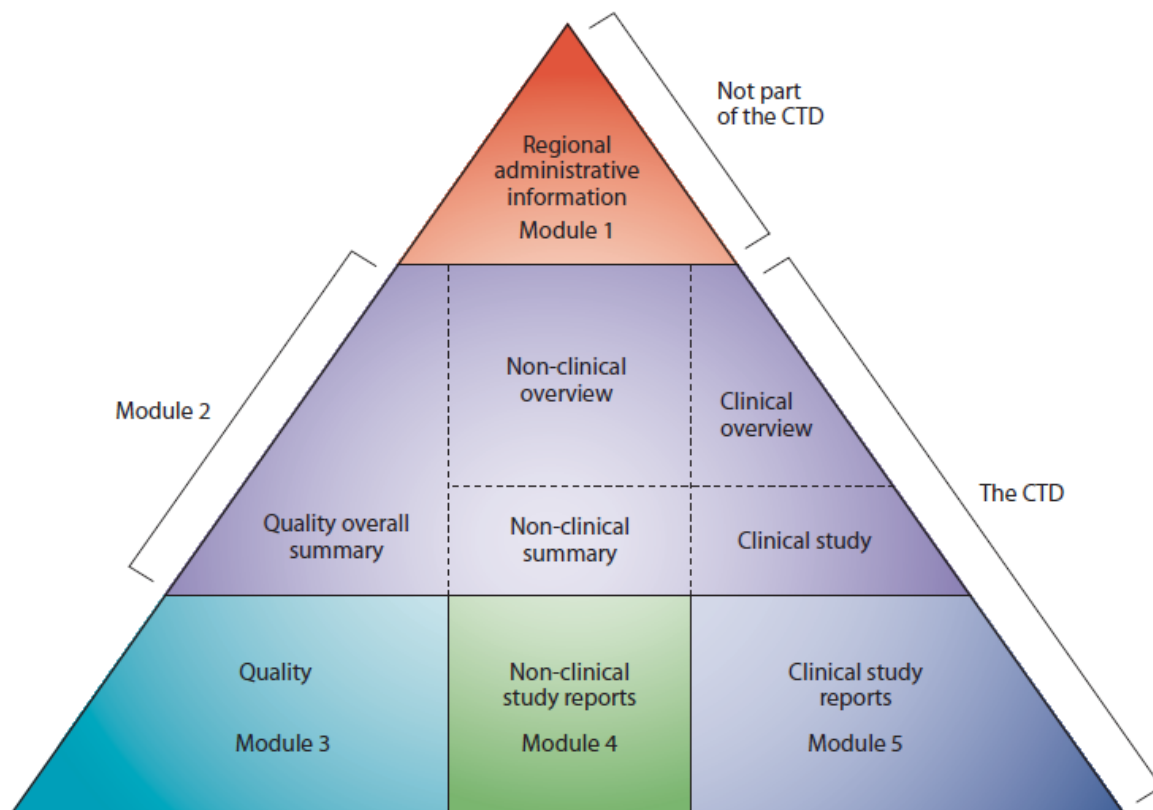 Not part
of the CTD
Regional
administrative
information
Module 1
Module 2
Non-clinical
overview
Clinical
overview
The CTD
Quality overall
summary
Non-clinical
summary
Clinical study
Quality
Module 3
Non-clinical
study reports
Module 4
Clinical study
reports
Module 5